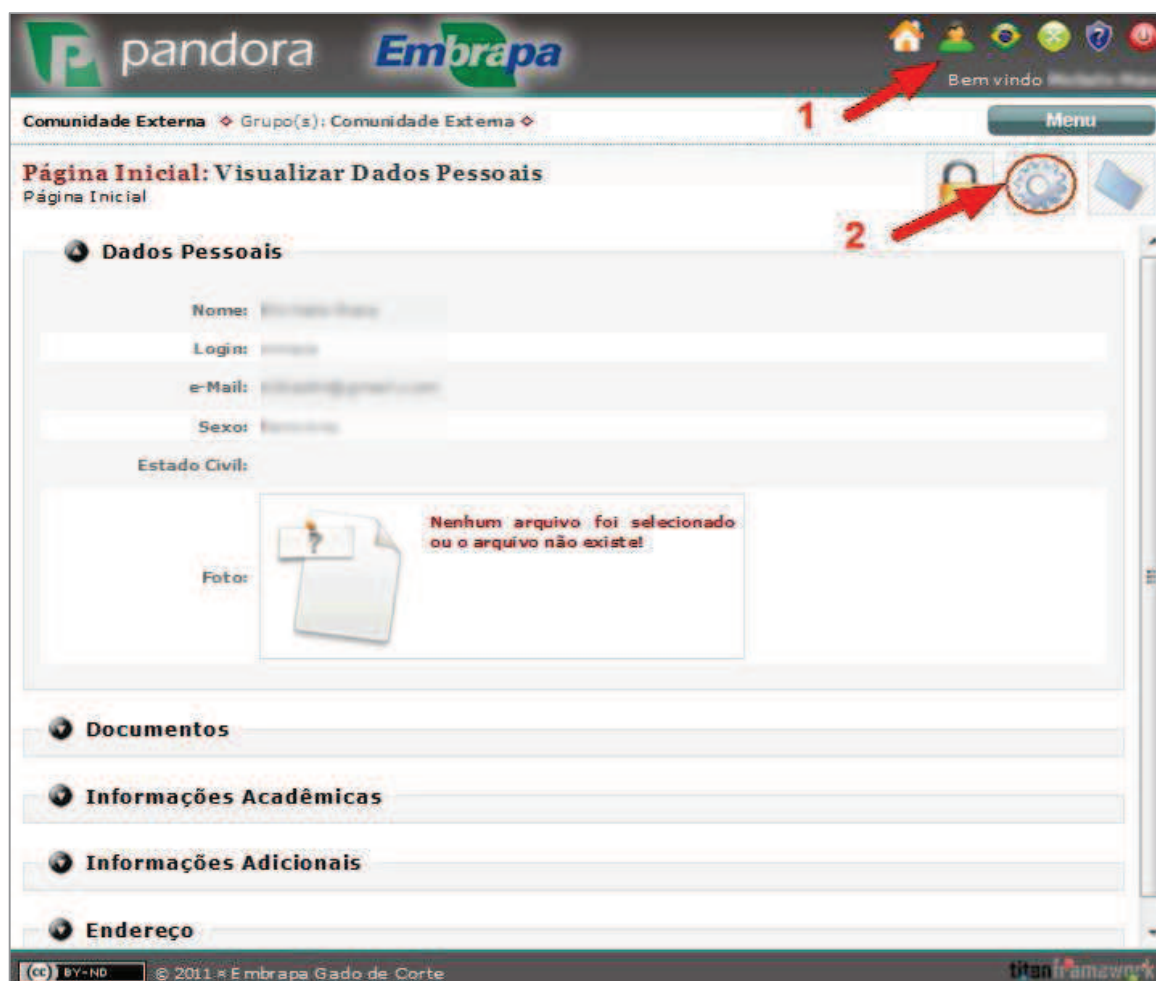 pandora Embrapa
Bem vindo
1
Comunidade Externa Grupo(s): Comunidade Externa
Menu
Página Inicial: Visualizar Dados Pessoais
Página Inicial
2
Dados Pessoais
Nome:
Login:
e-Mail:
Sexo:
Estado Civil:
Foto:
Nenhum arquivo foi selecionado
ou o arquivo não existe!
Documentos
Informações Acadêmicas
Informações Adicionais
Endereço
(cc) BY-ND © 2011 Embrapa Gado de Corte
titanframework